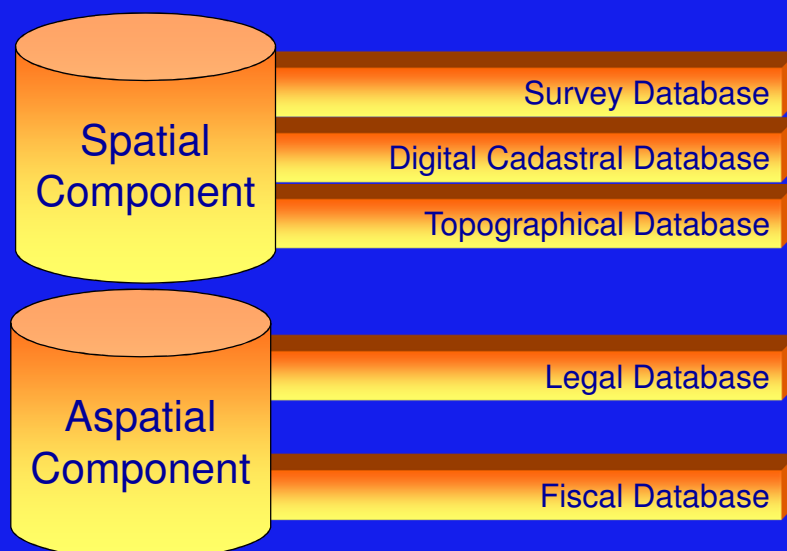 Spatial
Component
Survey Database
Digital Cadastral Database
Topographical Database
Aspatial
Component
Legal Database
Fiscal Database